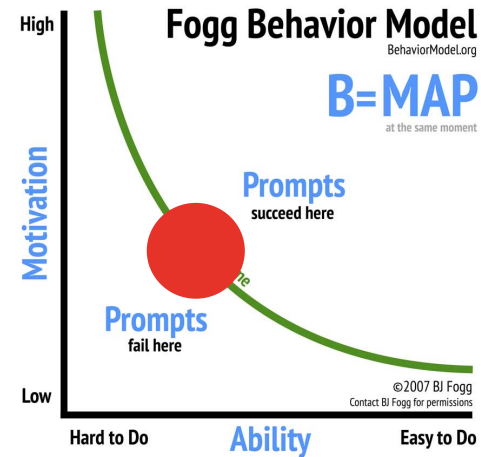 High
Fogg Behavior Model
BehaviorModel.org
B=MAP
at the same moment
Motivation
Prompts
succeed here
Prompts
fail here
Low
©2007 BJ Fogg
Contact BJ Fogg for permissions
Hard to Do
Ability
Easy to Do